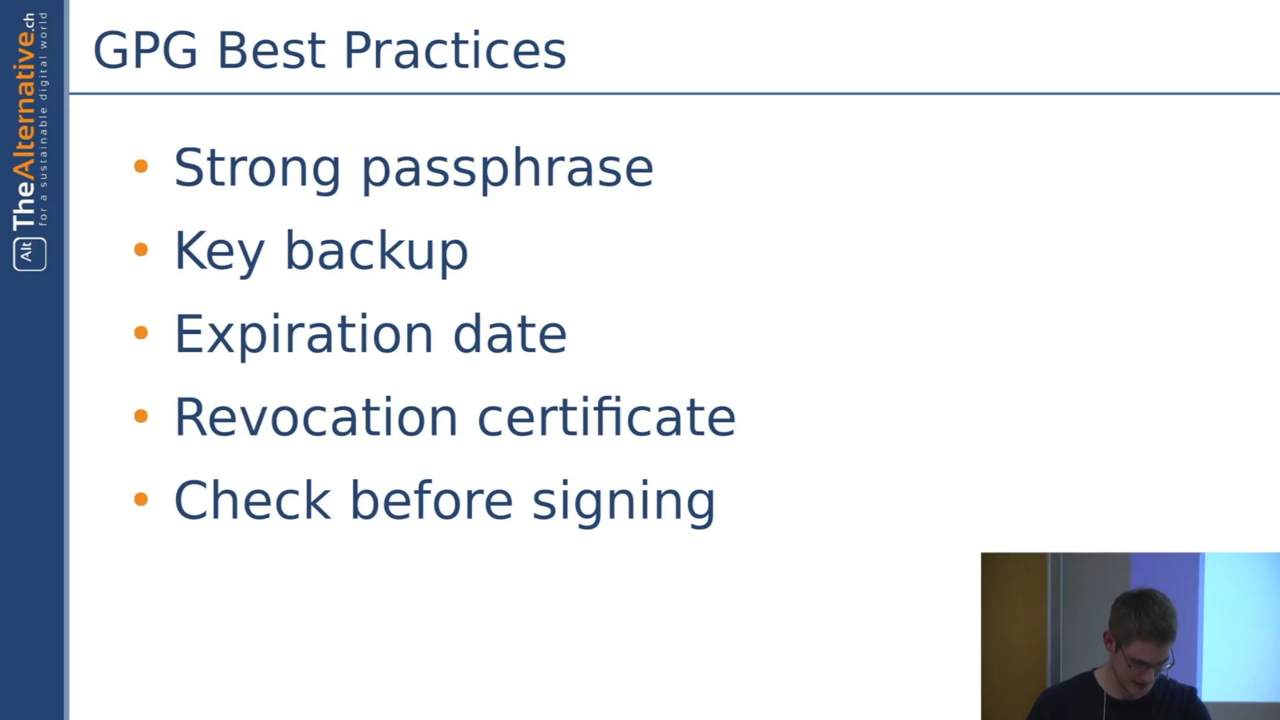 GPG Best Practices
Strong passphrase
Key backup
Expiration date
Revocation certificate
Check before signing
Alt TheAlternative.ch
for a sustainable digital world